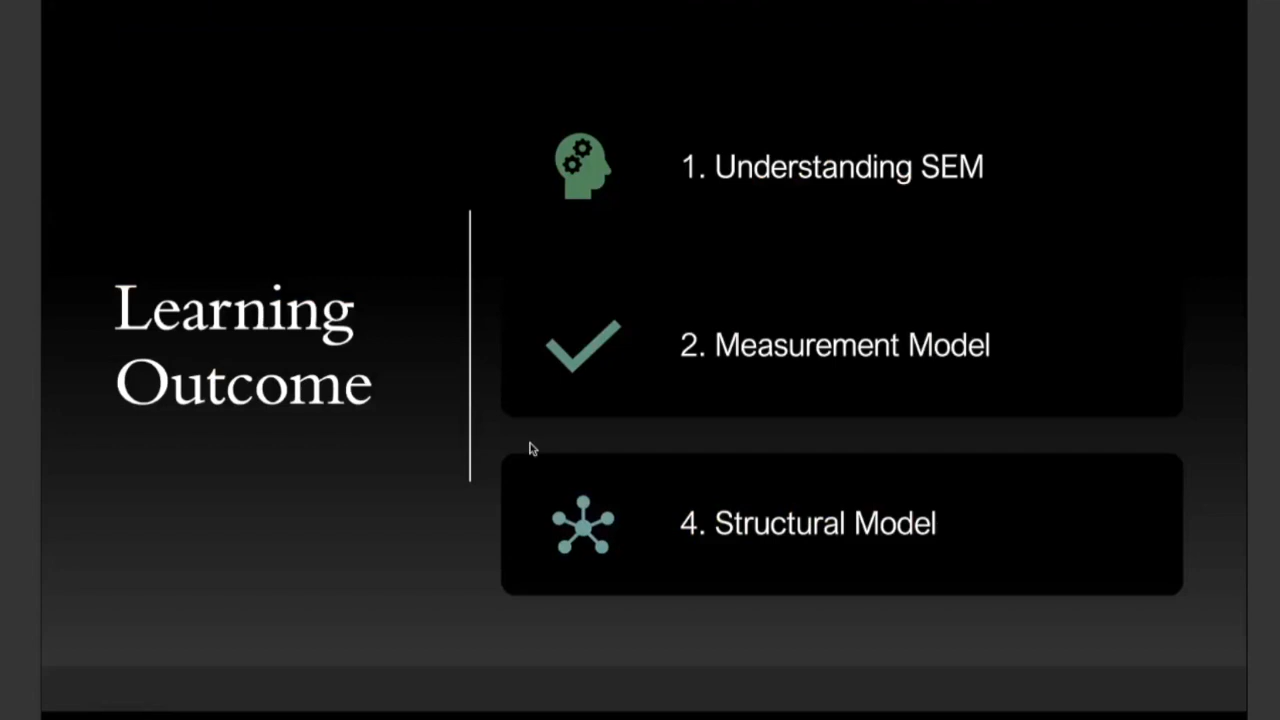 Learning
Outcome
1. Understanding SEM
2. Measurement Model
4. Structural Model